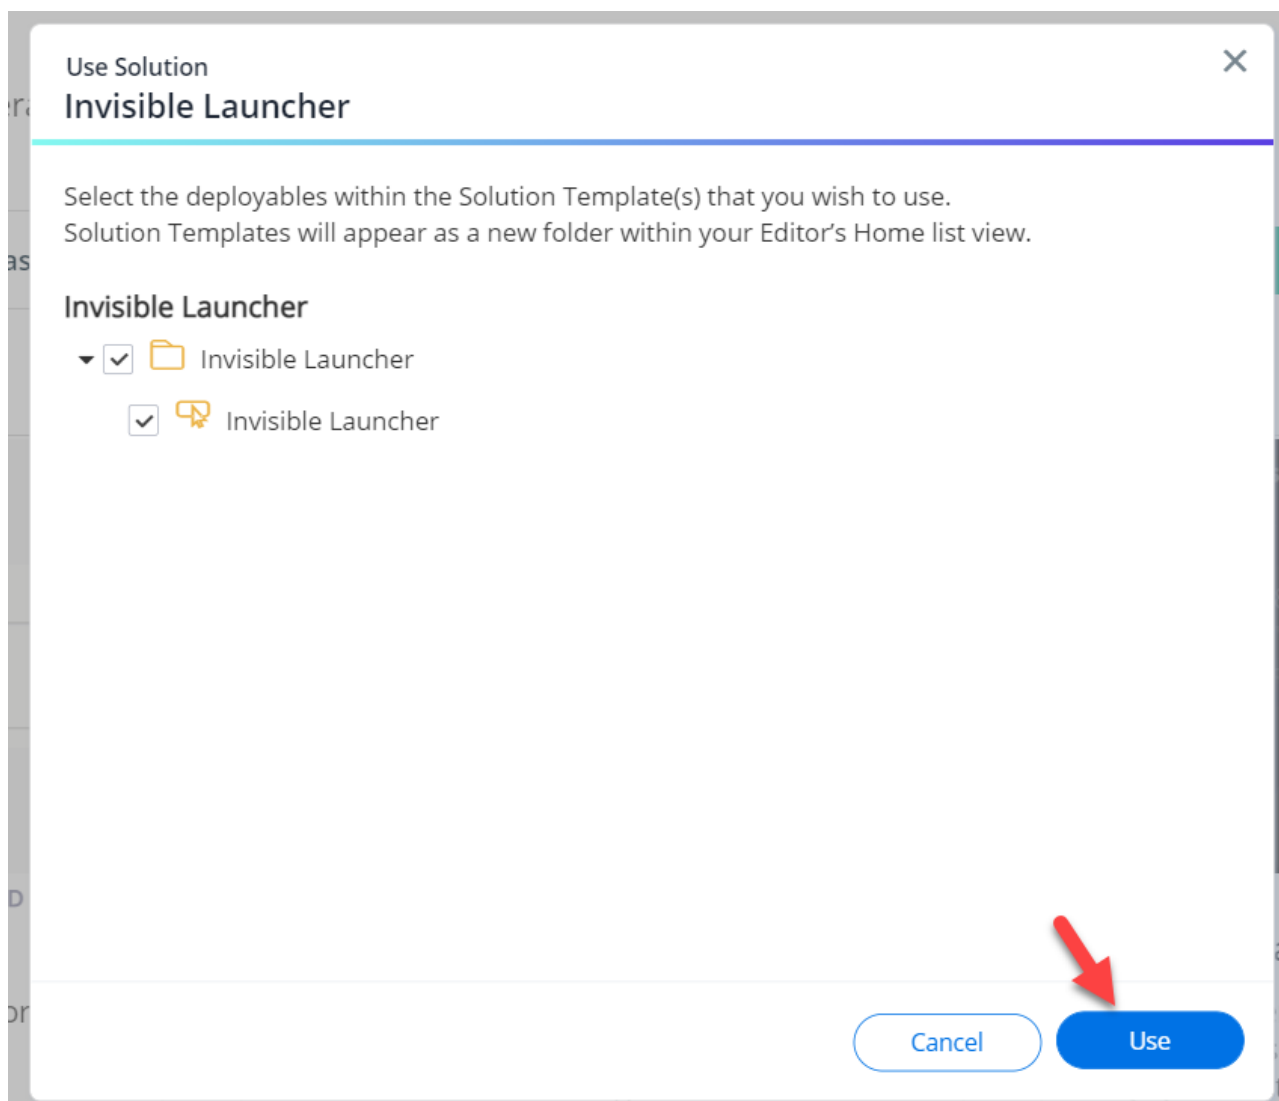 Use Solution
Invisible Launcher
Select the deployables within the Solution Template(s) that you wish to use.
Solution Templates will appear as a new folder within your Editor’s Home list view.
Invisible Launcher
Invisible Launcher
Invisible Launcher
Cancel
Use